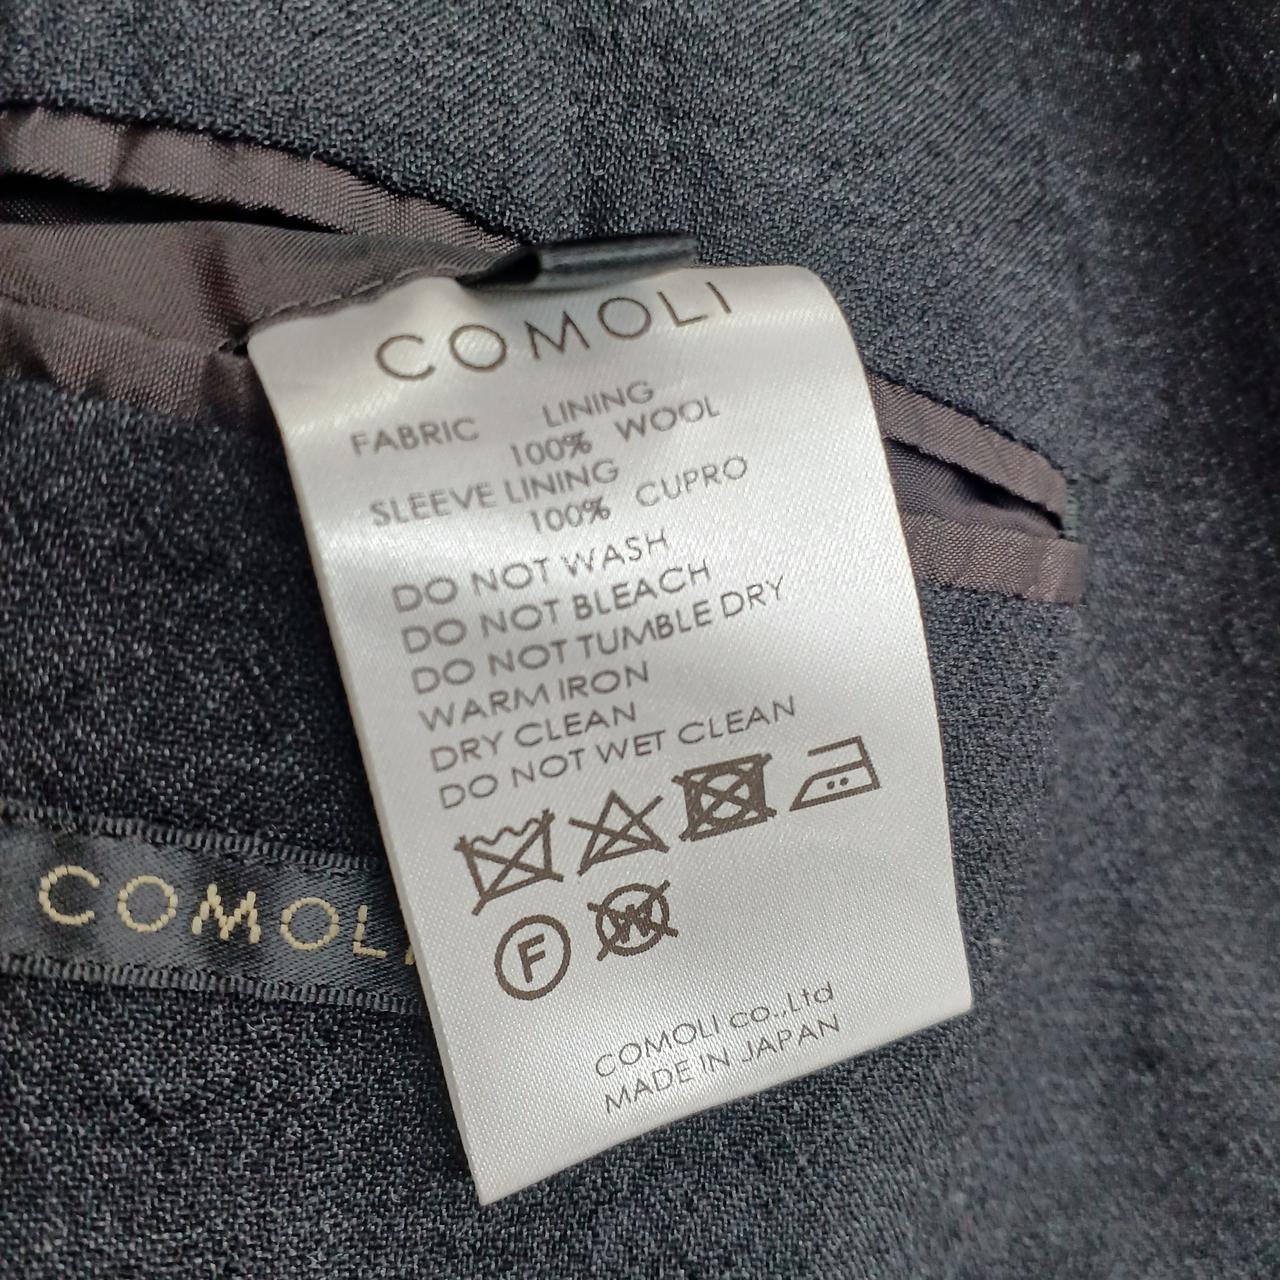 COMOLI
FABRIC LINING
100% WOOL
SLEEVE LINING
100% CUPRO
DO NOT WASH
DO NOT BLEACH
DO NOT TUMBLE DRY
WARM IRON
DRY CLEAN
DO NOT WET CLEAN
F W
COMOLI co.,Ltd
MADE IN JAPAN
COMOLI